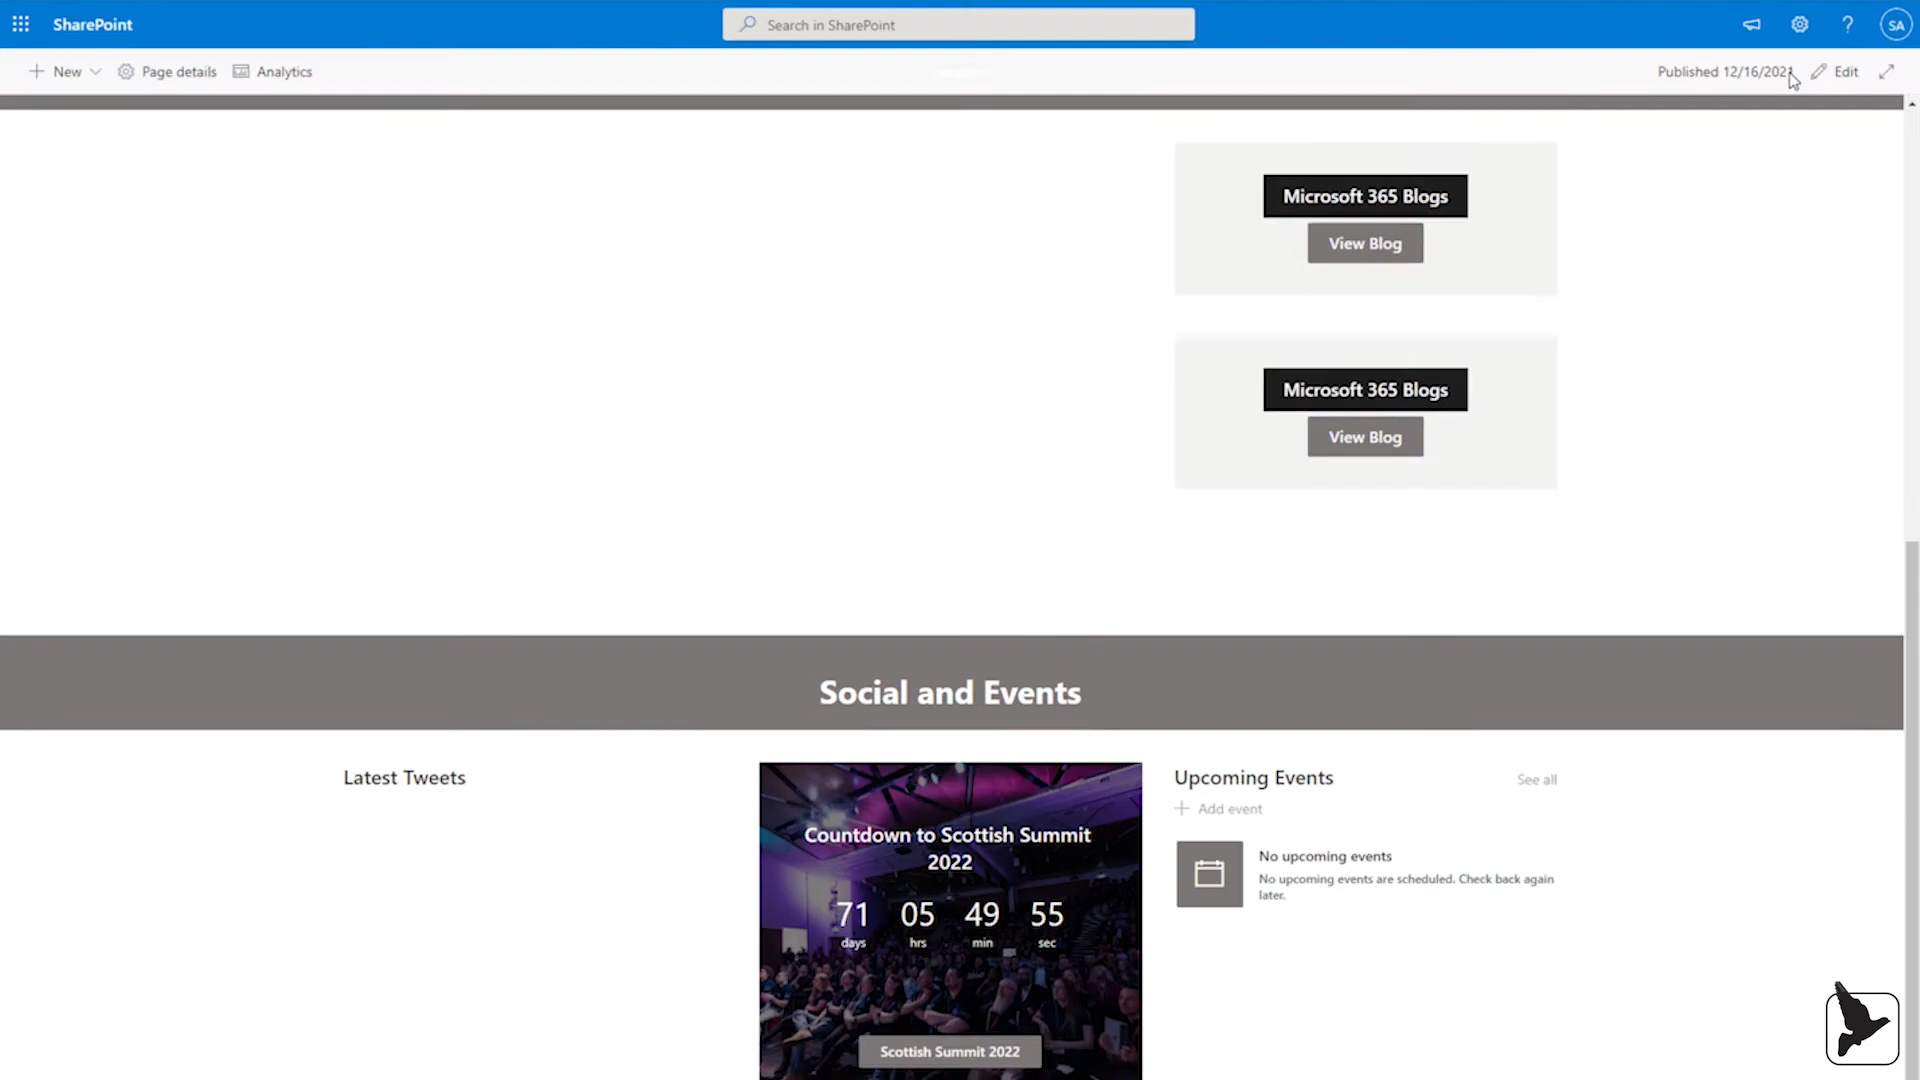 SharePoint
Search in SharePoint
?
SA
New
Page details
Analytics
Published 12/16/2021
Edit
Microsoft 365 Blogs
View Blog
Microsoft 365 Blogs
View Blog
Social and Events
Latest Tweets
Countdown to Scottish Summit
2022
71 05 49 55
days hrs min sec
Scottish Summit 2022
Upcoming Events
See all
Add event
No upcoming events
No upcoming events are scheduled. Check back again
later.